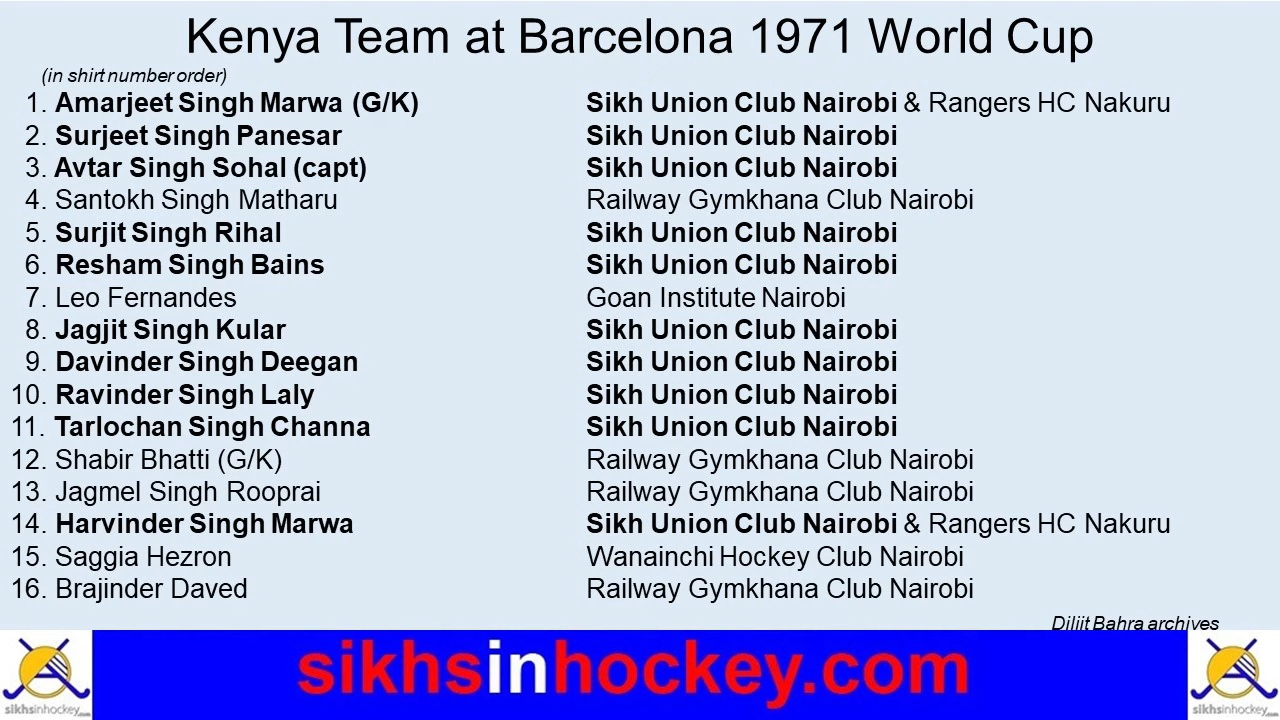 Kenya Team at Barcelona 1971 World Cup
(in shirt number order)
1. Amarjeet Singh Marwa (G/K) Sikh Union Club Nairobi & Rangers HC Nakuru
2. Surjeet Singh Panesar Sikh Union Club Nairobi
3. Avtar Singh Sohal (capt) Sikh Union Club Nairobi
4. Santokh Singh Matharu Railway Gymkhana Club Nairobi
5. Surjit Singh Rihal Sikh Union Club Nairobi
6. Resham Singh Bains Sikh Union Club Nairobi
7. Leo Fernandes Goan Institute Nairobi
8. Jagjit Singh Kular Sikh Union Club Nairobi
9. Davinder Singh Deegan Sikh Union Club Nairobi
10. Ravinder Singh Laly Sikh Union Club Nairobi
11. Tarlochan Singh Channa Sikh Union Club Nairobi
12. Shabir Bhatti (G/K) Railway Gymkhana Club Nairobi
13. Jagmel Singh Rooprai Railway Gymkhana Club Nairobi
14. Harvinder Singh Marwa Sikh Union Club Nairobi & Rangers HC Nakuru
15. Saggia Hezron Wanainchi Hockey Club Nairobi
16. Brajinder Daved Railway Gymkhana Club Nairobi
Diljit Bahra archives
sikhsinhockey.com
sikhsinhockey.com
sikhsinhockey.com